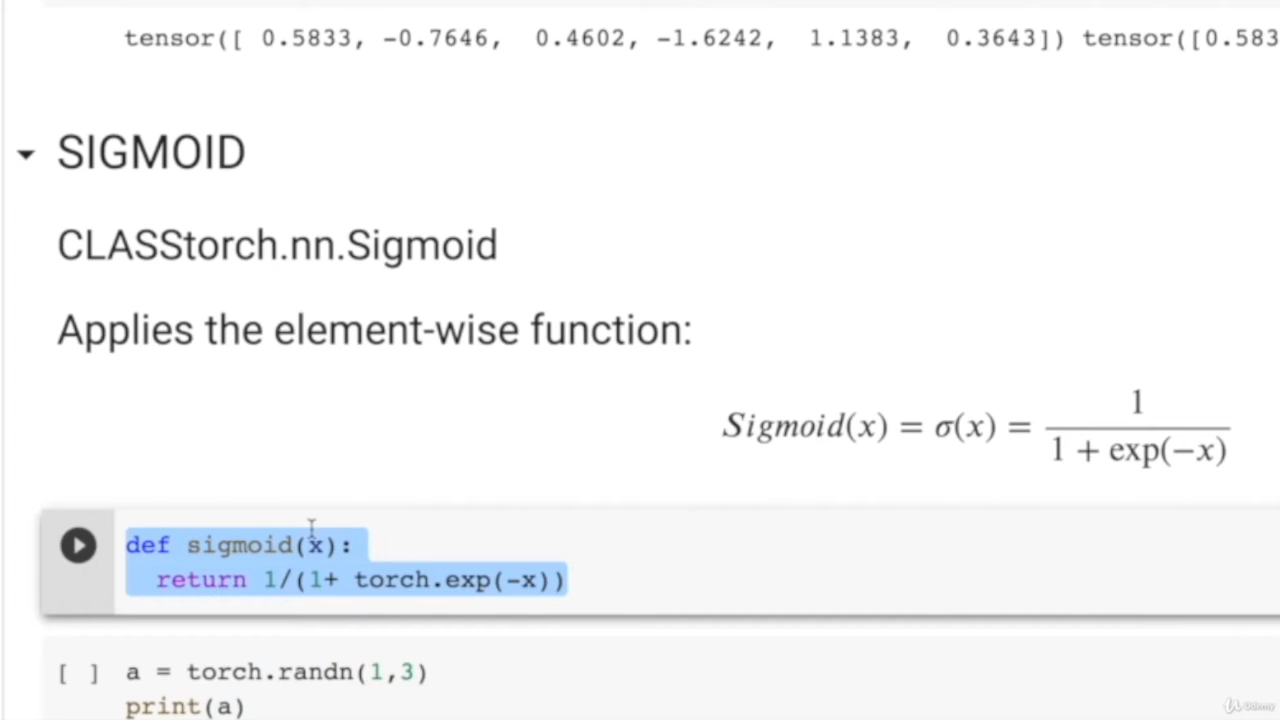 tensor([ 0.5833, -0.7646, 0.4602, -1.6242, 1.1383, 0.3643]) tensor([0.583
SIGMOID
CLASStorch.nn.Sigmoid
Applies the element-wise function:
Sigmoid(x) = σ(x) = 1 / 1 + exp(−x)
def sigmoid(x):
return 1/(1+ torch.exp(-x))
[ ] a = torch.randn(1,3)
print(a)
Udemy